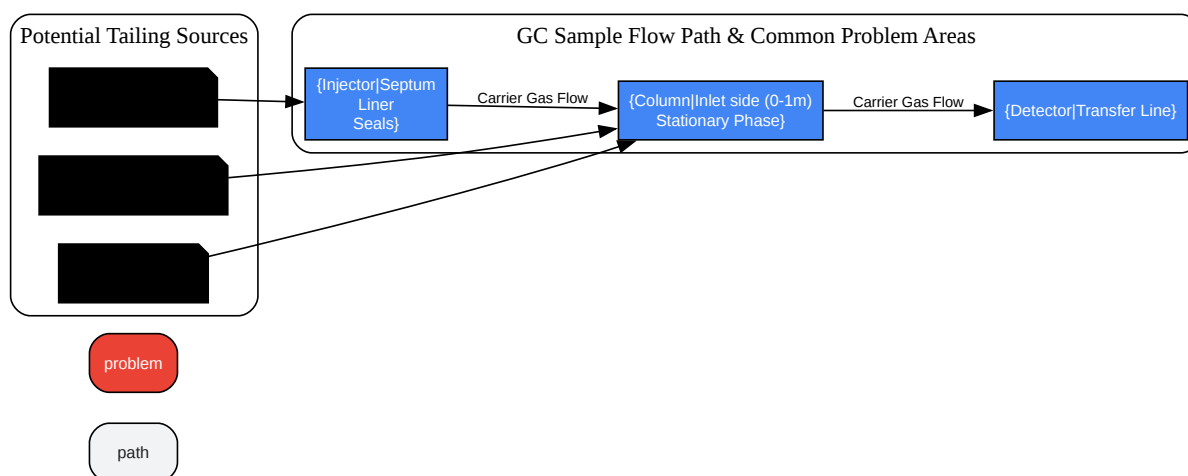 Potential Tailing Sources
GC Sample Flow Path & Common Problem Areas
{Injector|Septum
Liner
Seals}
Carrier Gas Flow
{Column|Inlet side (0-1m)
Stationary Phase}
Carrier Gas Flow
{Detector|Transfer Line}
problem
path